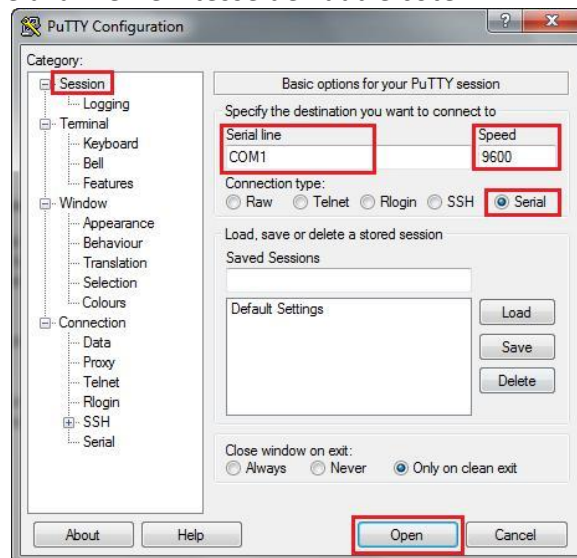 PuTTY Configuration
Category:
Session
Logging
Terminal
Keyboard
Bell
Features
Window
Appearance
Behaviour
Translation
Selection
Colours
Connection
Data
Proxy
Telnet
Rlogin
SSH
Serial
Basic options for your PuTTY session
Specify the destination you want to connect to
Serial line Speed
COM1 9600
Connection type:
Raw Telnet Rlogin SSH Serial
Load, save or delete a stored session
Saved Sessions
Default Settings
Load
Save
Delete
Close window on exit:
Always Never Only on clean exit
About Help Open Cancel